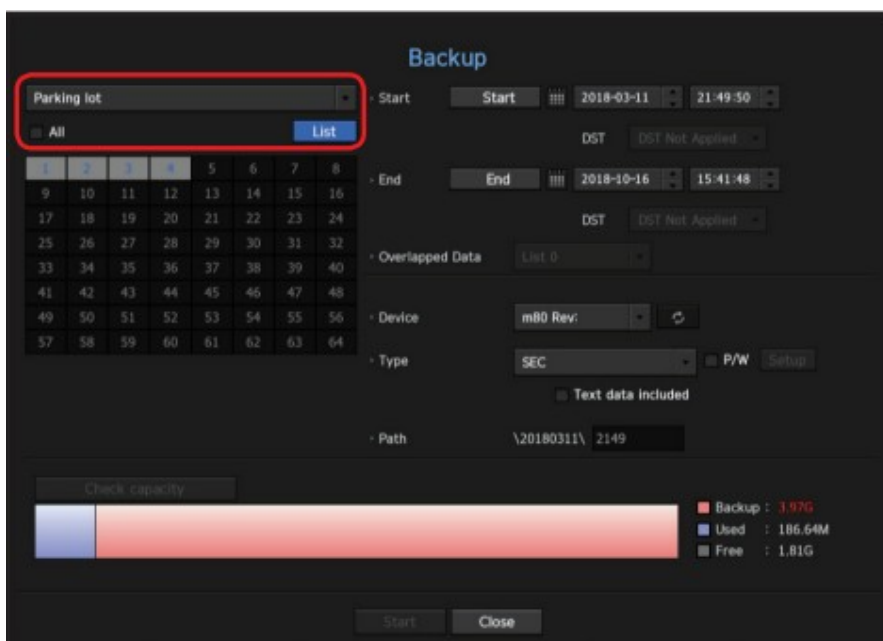 Backup
Parking lot
All
List
1 2 3 4 5 6 7 8
9 10 11 12 13 14 15 16
17 18 19 20 21 22 23 24
25 26 27 28 29 30 31 32
33 34 35 36 37 38 39 40
41 42 43 44 45 46 47 48
49 50 51 52 53 54 55 56
57 58 59 60 61 62 63 64
Start Start 2018-03-11 21:49:50
DST DST Not Applied
End End 2018-10-16 15:41:48
DST DST Not Applied
Overlapped Data List 0
Device m80 Rev:
Type SEC P/W Setup
Text data included
Path \20180311\ 2149
Check capacity
Backup : 3.97G
Used : 186.64M
Free : 1.81G
Start Close